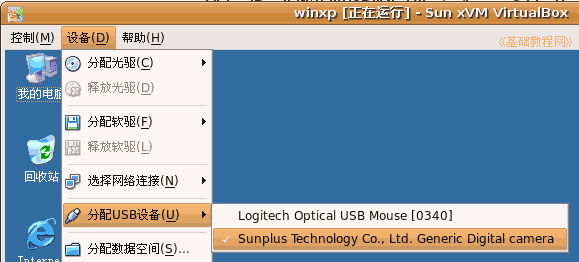 winxp [正在运行] - Sun xVM VirtualBox
控制(M) 设备(D) 帮助(H)
《基础教程网》
分配光驱(C)
我的电脑
释放光驱(D)
分配软驱(F)
释放软驱(L)
回收站
选择网络连接(N)
分配USB设备(U)
Logitech Optical USB Mouse [0340]
Sunplus Technology Co., Ltd. Generic Digital camera
分配数据空间(S)...
Interne